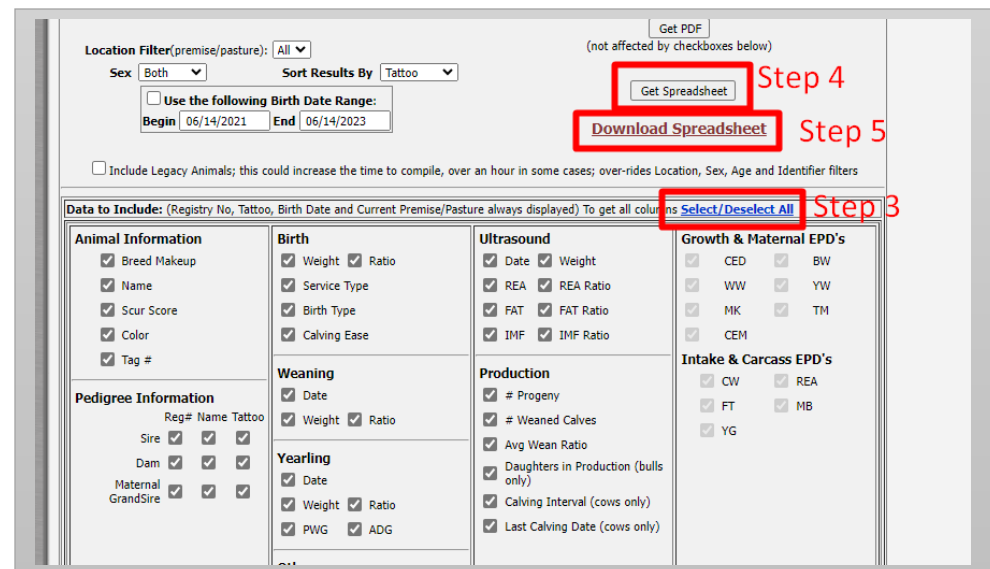 Get PDF
(not affected by checkboxes below)
Location Filter(premise/pasture): All
Sex Both Sort Results By Tattoo
Get Spreadsheet Step 4
Use the following Birth Date Range:
Begin 06/14/2021 End 06/14/2023
Download Spreadsheet Step 5
Include Legacy Animals; this could increase the time to compile, over an hour in some cases; over-rides Location, Sex, Age and Identifier filters
Data to Include: (Registry No, Tattoo, Birth Date and Current Premise/Pasture always displayed) To get all columns Select/Deselect All Step 3
Animal Information
Breed Makeup
Name
Scur Score
Color
Tag #
Pedigree Information
Reg# Name Tattoo
Sire
Dam
Maternal
GrandSire
Birth
Weight Ratio
Service Type
Birth Type
Calving Ease
Weaning
Date
Weight Ratio
Yearling
Date
Weight Ratio
PWG ADG
Ultrasound
Date Weight
REA REA Ratio
FAT FAT Ratio
IMF IMF Ratio
Production
# Progeny
# Weaned Calves
Avg Wean Ratio
Daughters in Production (bulls
only)
Calving Interval (cows only)
Last Calving Date (cows only)
Growth & Maternal EPD's
CED BW
WW YW
MK TM
CEM
Intake & Carcass EPD's
CW REA
FT MB
YG